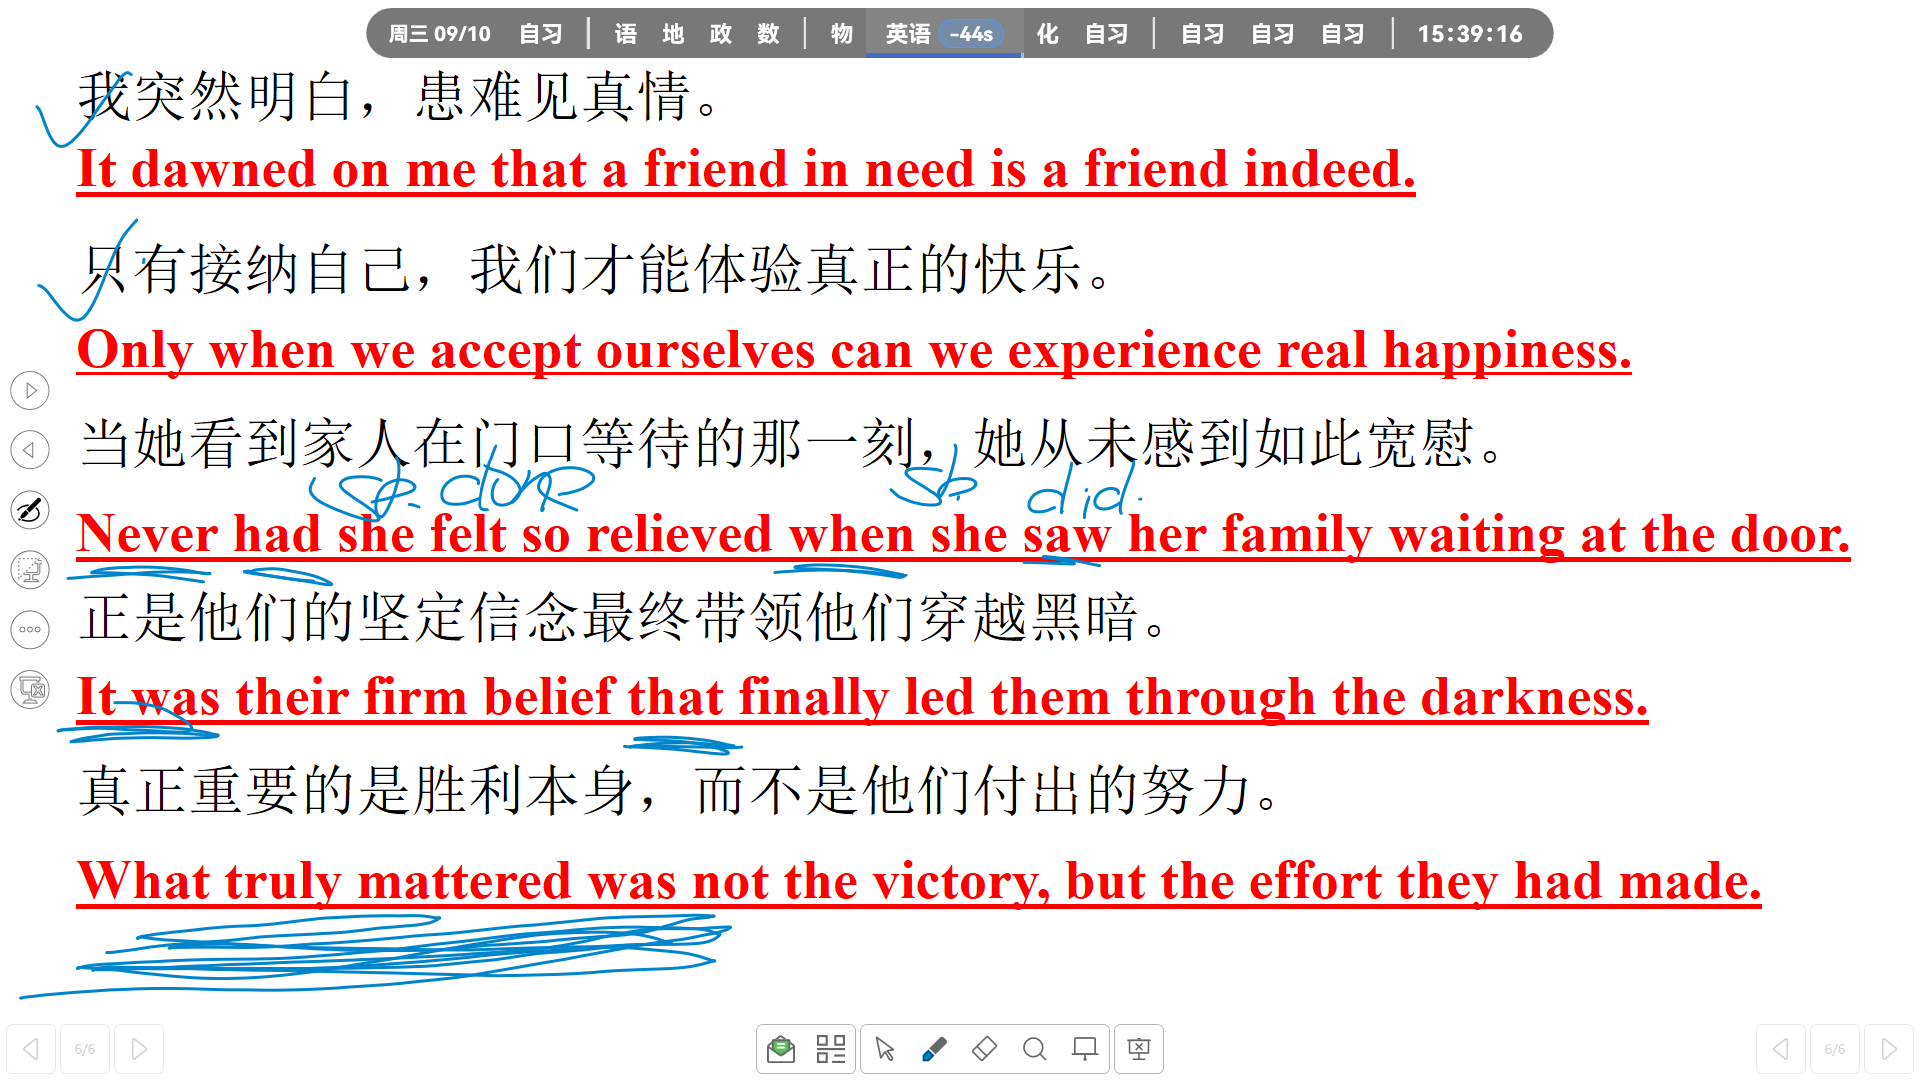 周三 09/10 自习 | 语 地 政 数 | 物 英语 -44s 化 自习 | 自习 自习 自习 | 15:39:16
我突然明白，患难见真情。
It dawned on me that a friend in need is a friend indeed.
只有接纳自己，我们才能体验真正的快乐。
Only when we accept ourselves can we experience real happiness.
当她看到家人在门口等待的那一刻，她从未感到如此宽慰。
sb. done sb. did.
Never had she felt so relieved when she saw her family waiting at the door.
正是他们的坚定信念最终带领他们穿越黑暗。
It was their firm belief that finally led them through the darkness.
真正重要的是胜利本身，而不是他们付出的努力。
What truly mattered was not the victory, but the effort they had made.
6/6 6/6